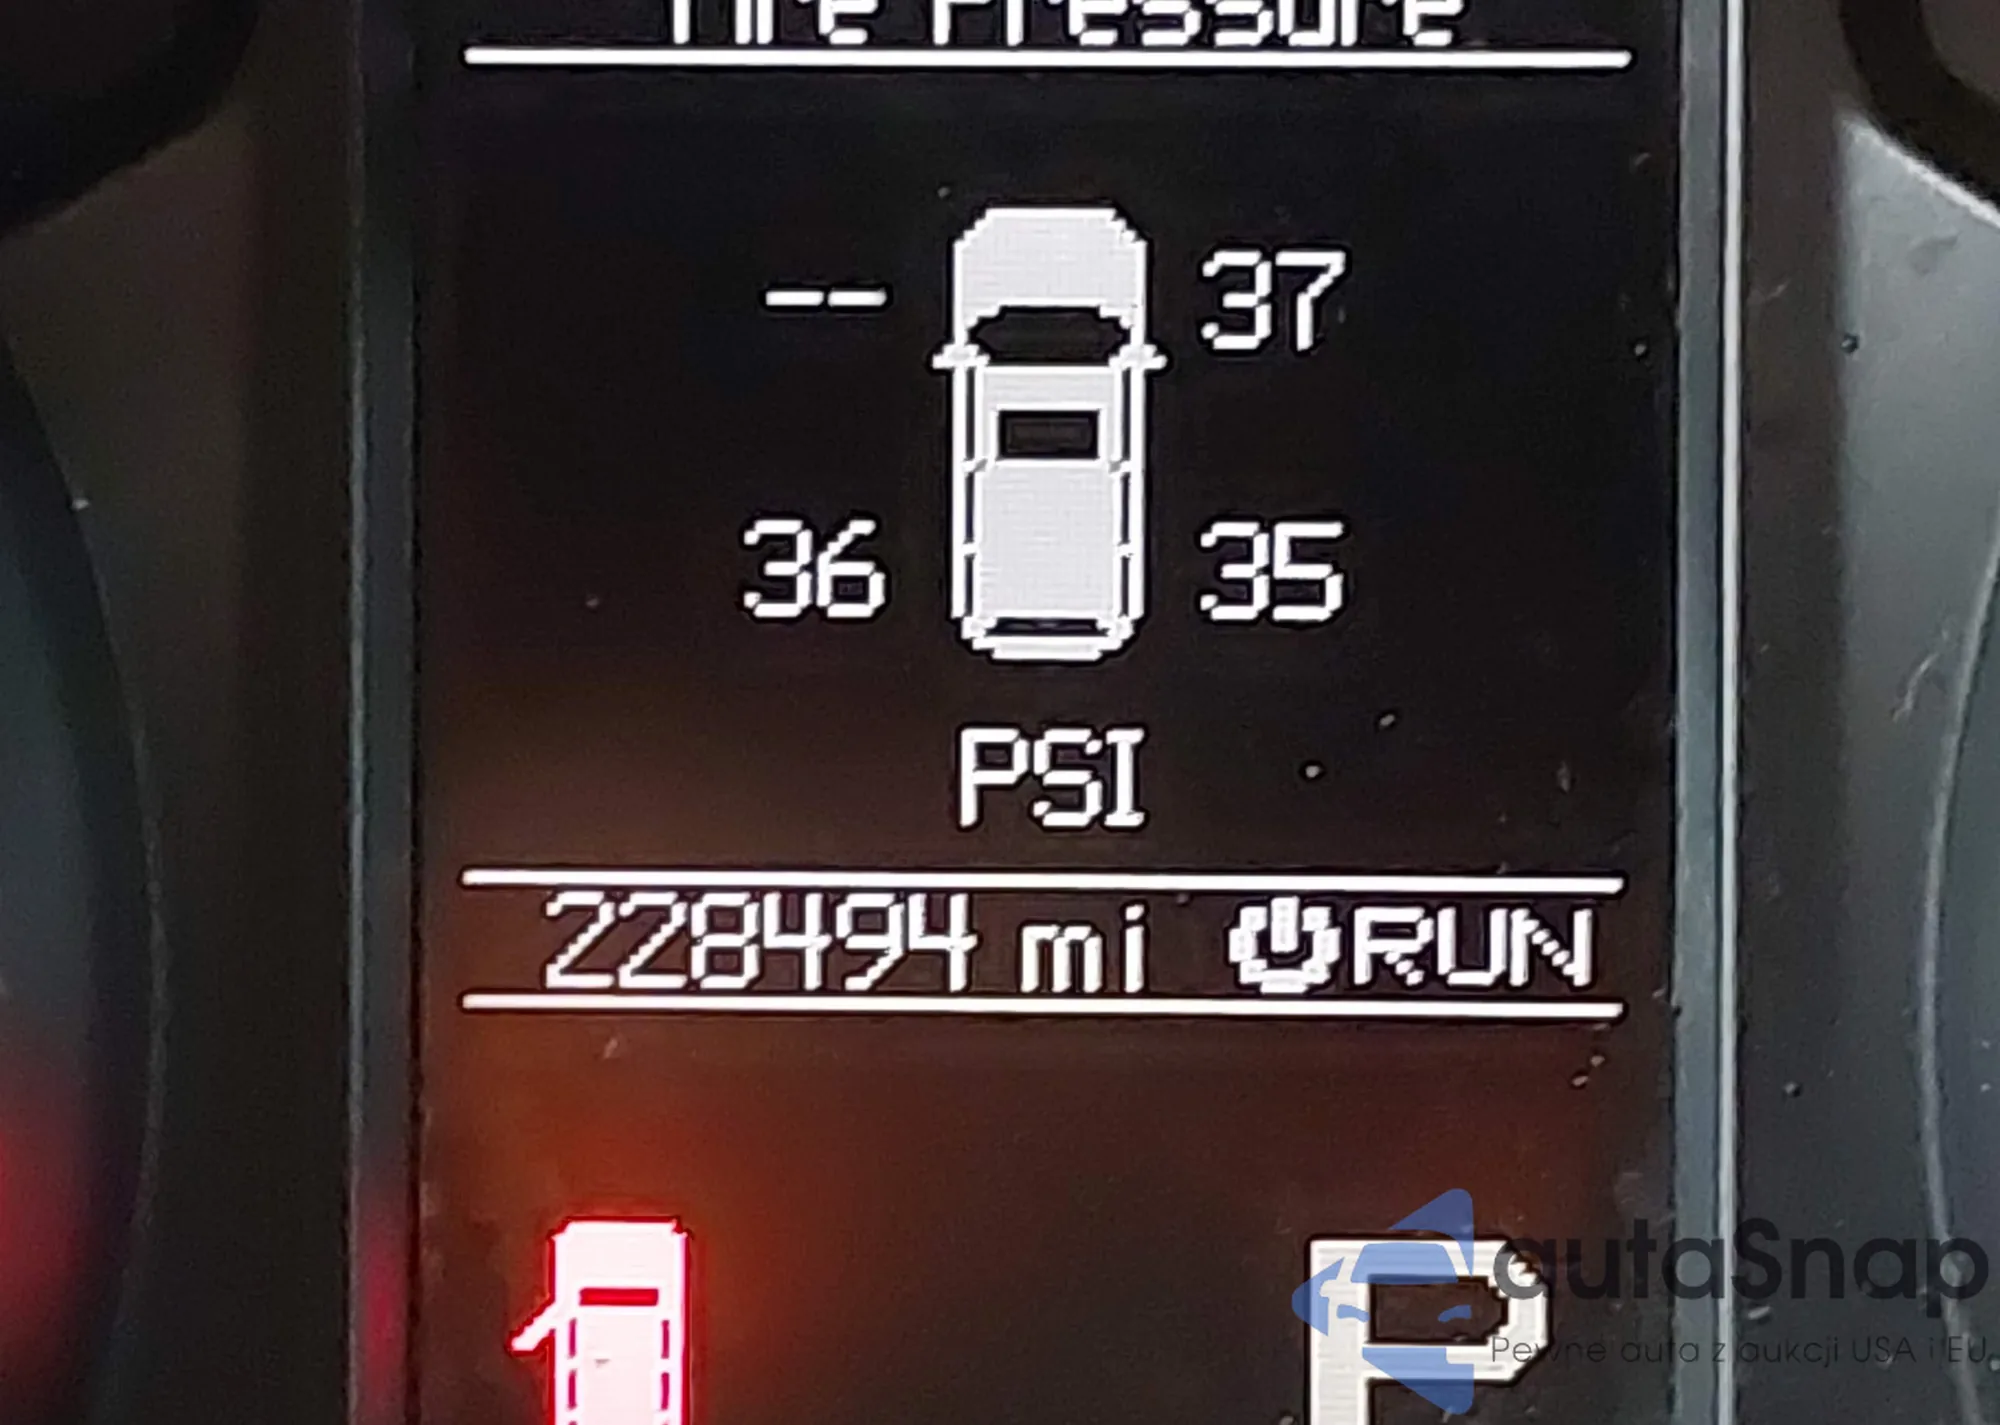 Tire Pressure
-- 37
36 35
PSI
228494 mi RUN
P
autaSnap
Pewne auta z aukcji USA i EU